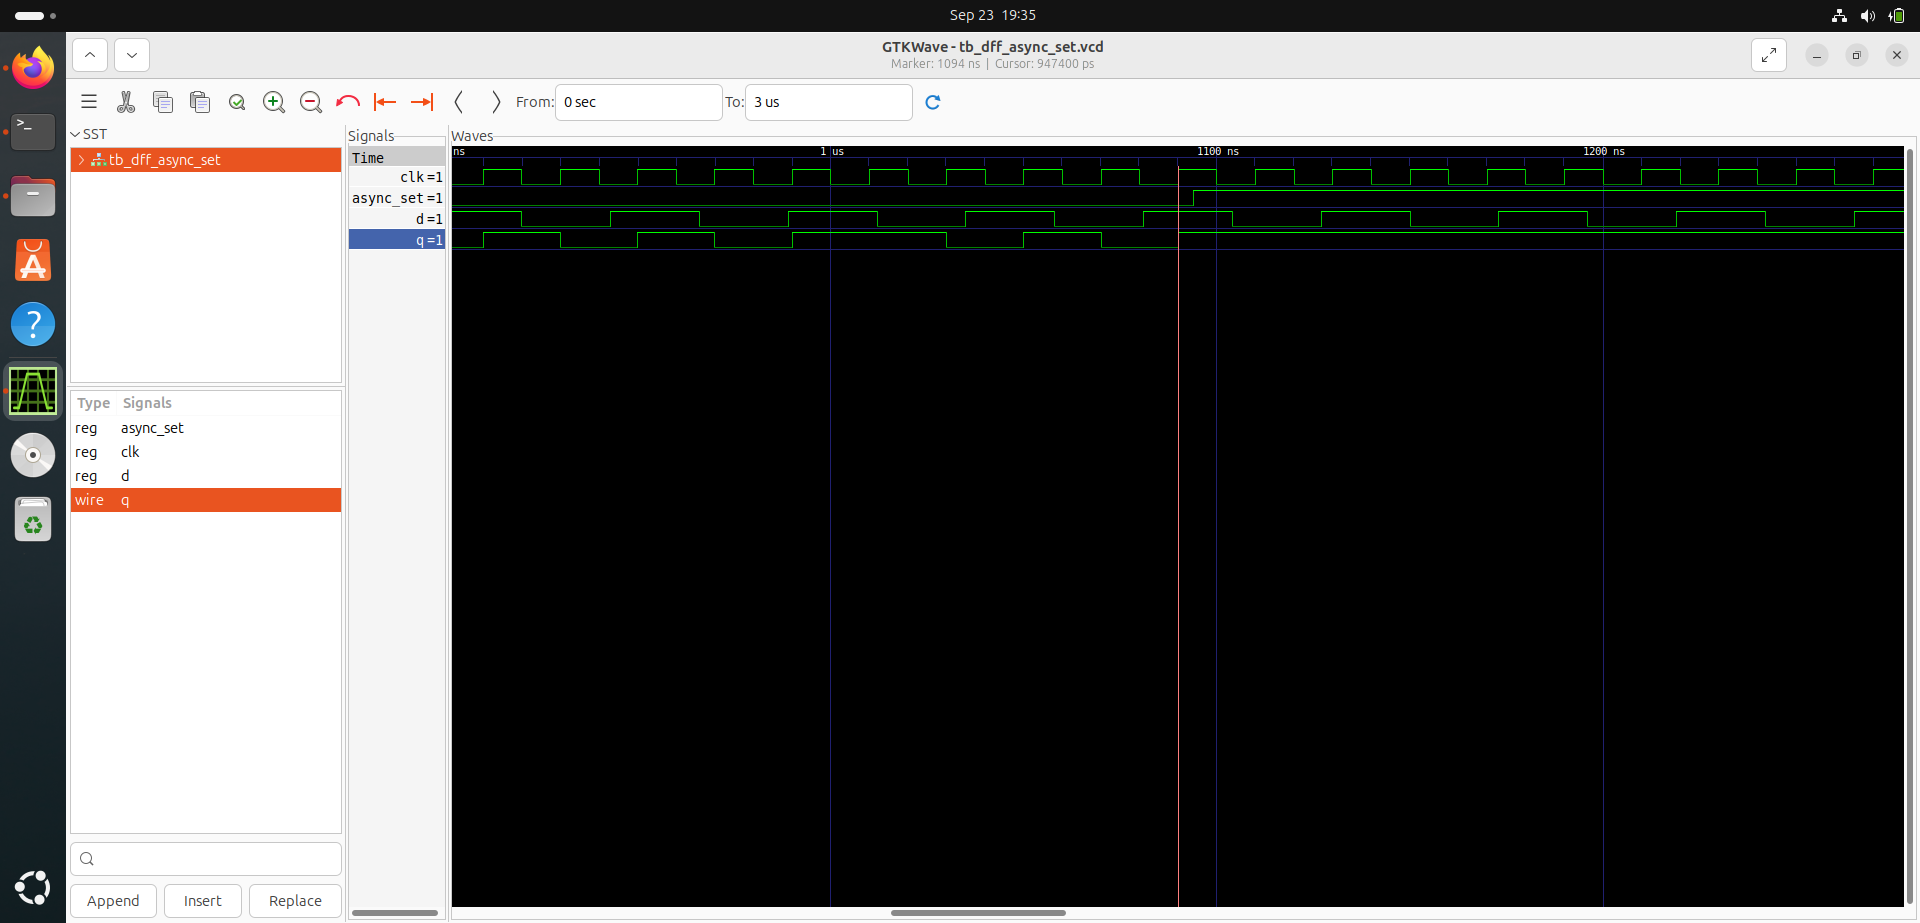 Sep 23 19:35
GTKWave - tb_dff_async_set.vcd
Marker: 1094 ns | Cursor: 947400 ps
From: 0 sec To: 3 us
SST
tb_dff_async_set
Type Signals
reg async_set
reg clk
reg d
wire q
Append Insert Replace
Signals
Time
clk =1
async_set =1
d =1
q =1
Waves
ns 1 us 1100 ns 1200 ns